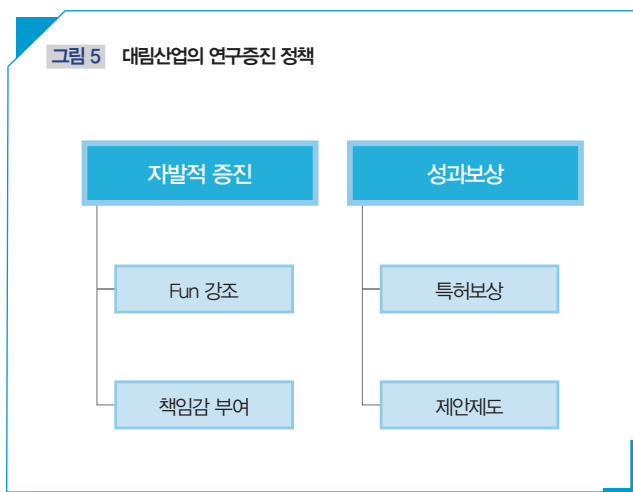 그림 5 대림산업의 연구증진 정책
자발적 증진
성과보상
Fun 강조
특허보상
책임감 부여
제안제도